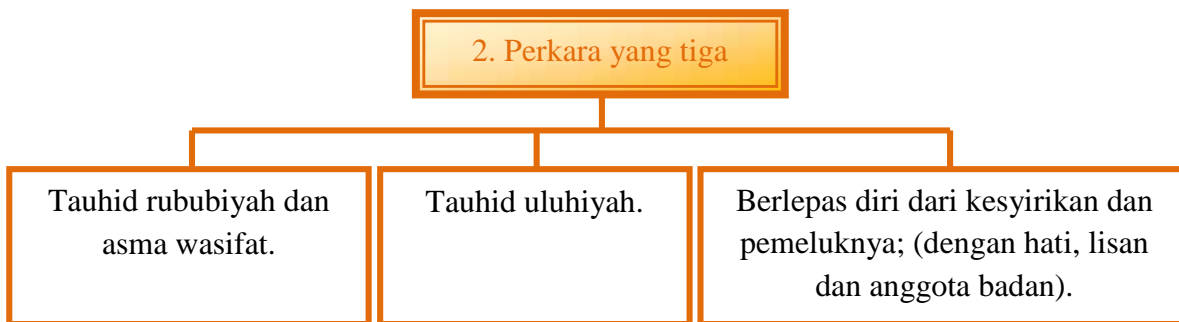 2. Perkara yang tiga
Tauhid rububiyah dan
asma wasifat.
Tauhid uluhiyah.
Berlepas diri dari kesyirikan dan
pemeluknya; (dengan hati, lisan
dan anggota badan).